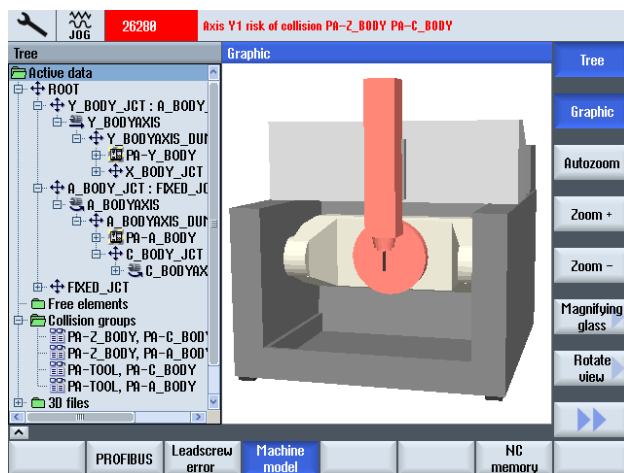 JOG
26280
Axis Y1 risk of collision PA-Z_BODY PA-C_BODY
Tree
Graphic
Active data
ROOT
Y_BODY_JCT : A_BODY_
Y_BODYAXIS
Y_BODYAXIS_DUM
PA-Y_BODY
X_BODY_JCT
A_BODY_JCT : FIXED_JC
A_BODYAXIS
A_BODYAXIS_DUM
PA-A_BODY
C_BODY_JCT
C_BODYAX
FIXED_JCT
Free elements
Collision groups
PA-Z_BODY, PA-C_BODY
PA-Z_BODY, PA-A_BODY
PA-TOOL, PA-C_BODY
PA-TOOL, PA-A_BODY
3D files
Tree
Graphic
Autozoom
Zoom +
Zoom -
Magnifying
glass
Rotate
view
PROFIBUS
Leadscrew
error
Machine
model
NC
memory